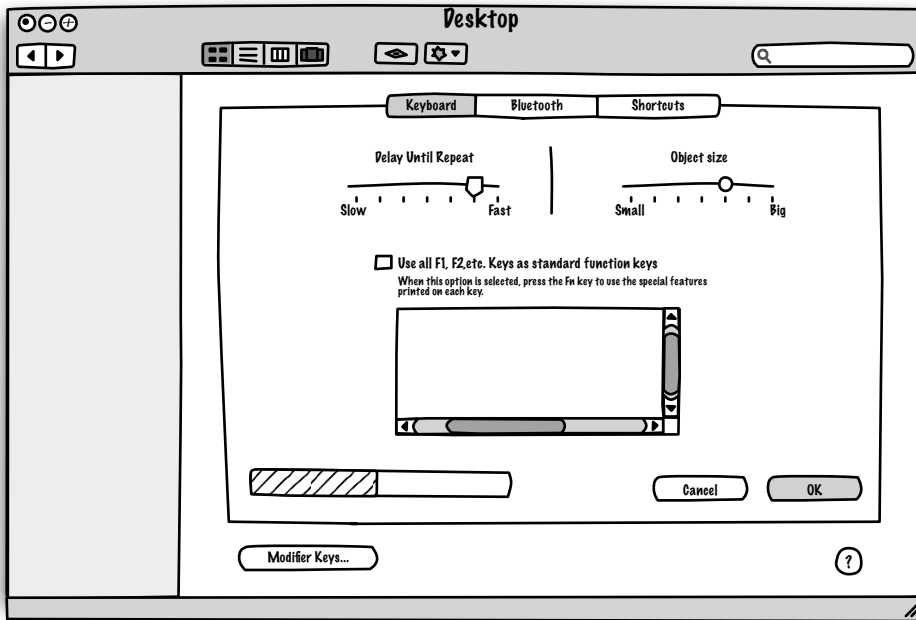 Desktop
Keyboard
Bluetooth
Shortcuts
Delay Until Repeat
Slow
Fast
Object size
Small
Big
Use all F1, F2,etc. Keys as standard function keys
When this option is selected, press the Fn key to use the special features
printed on each key.
Cancel
OK
Modifier Keys...
?